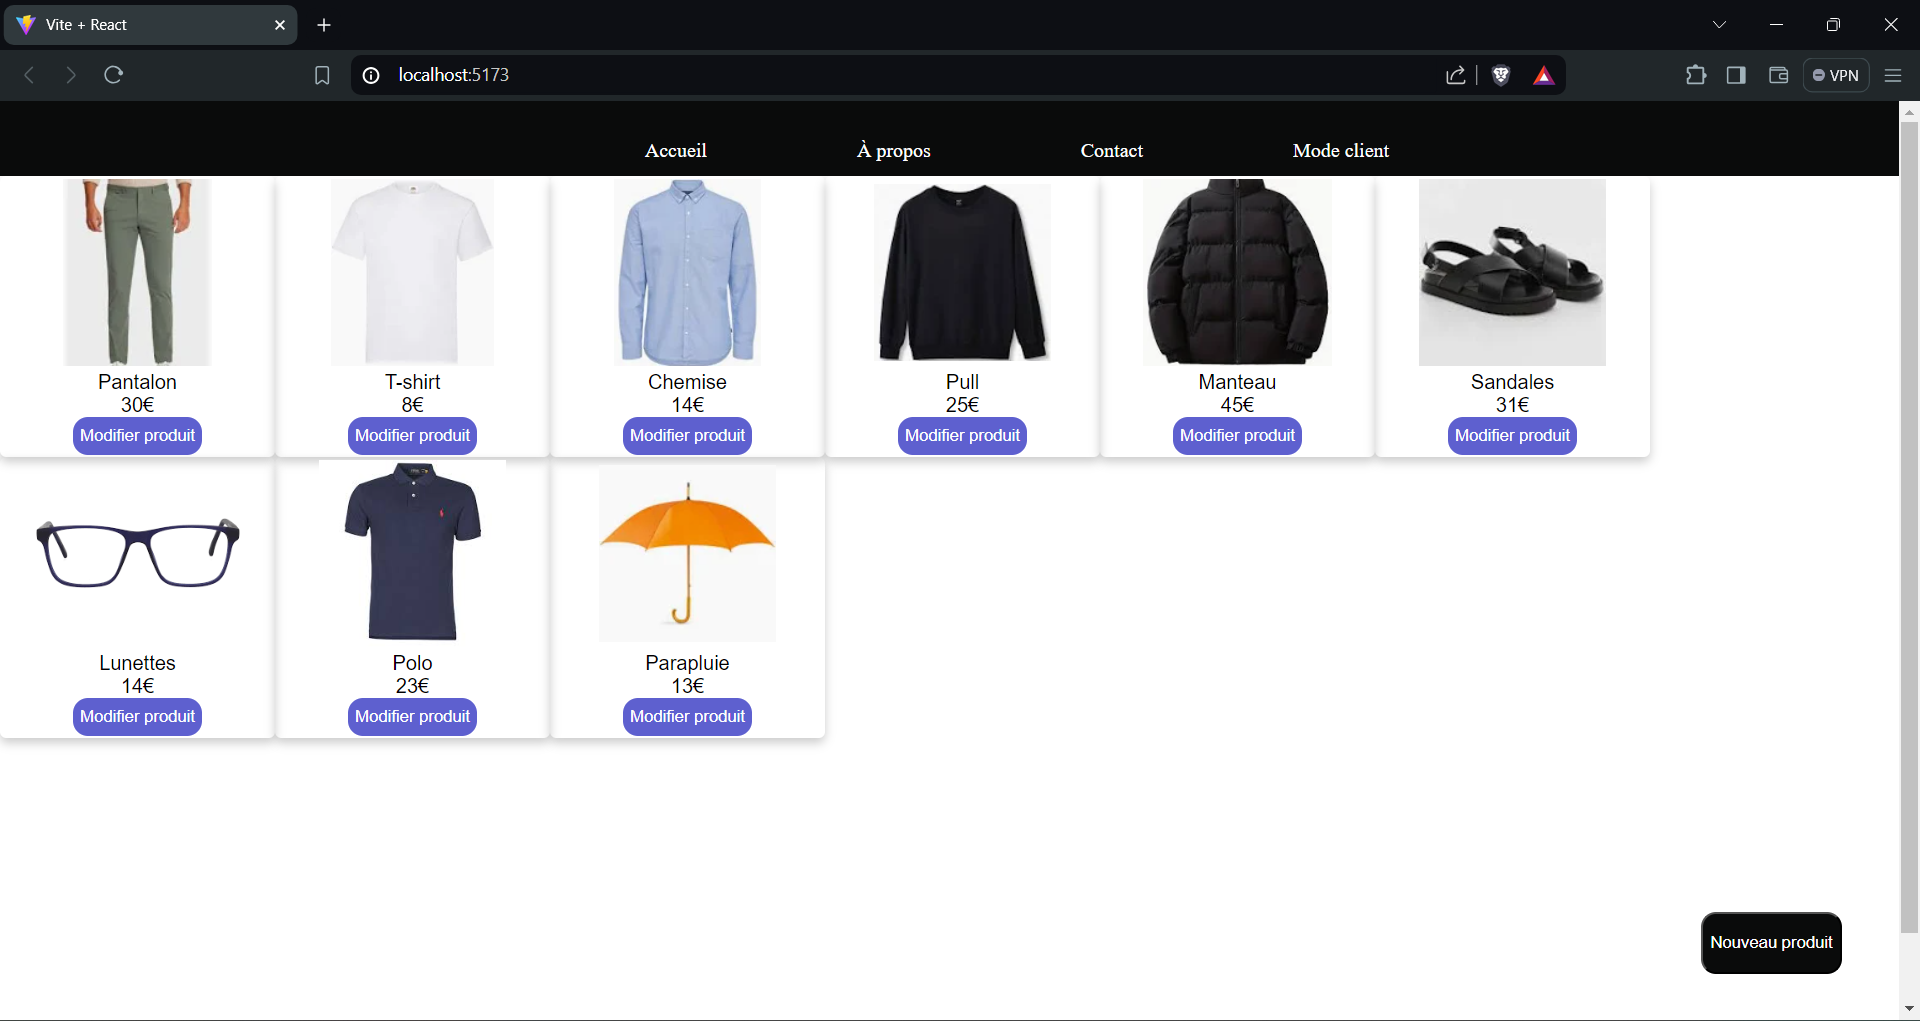 Vite + React
localhost:5173
VPN
Accueil
À propos
Contact
Mode client
Pantalon
30€
Modifier produit
T-shirt
8€
Modifier produit
Chemise
14€
Modifier produit
Pull
25€
Modifier produit
Manteau
45€
Modifier produit
Sandales
31€
Modifier produit
Lunettes
14€
Modifier produit
Polo
23€
Modifier produit
Parapluie
13€
Modifier produit
Nouveau produit